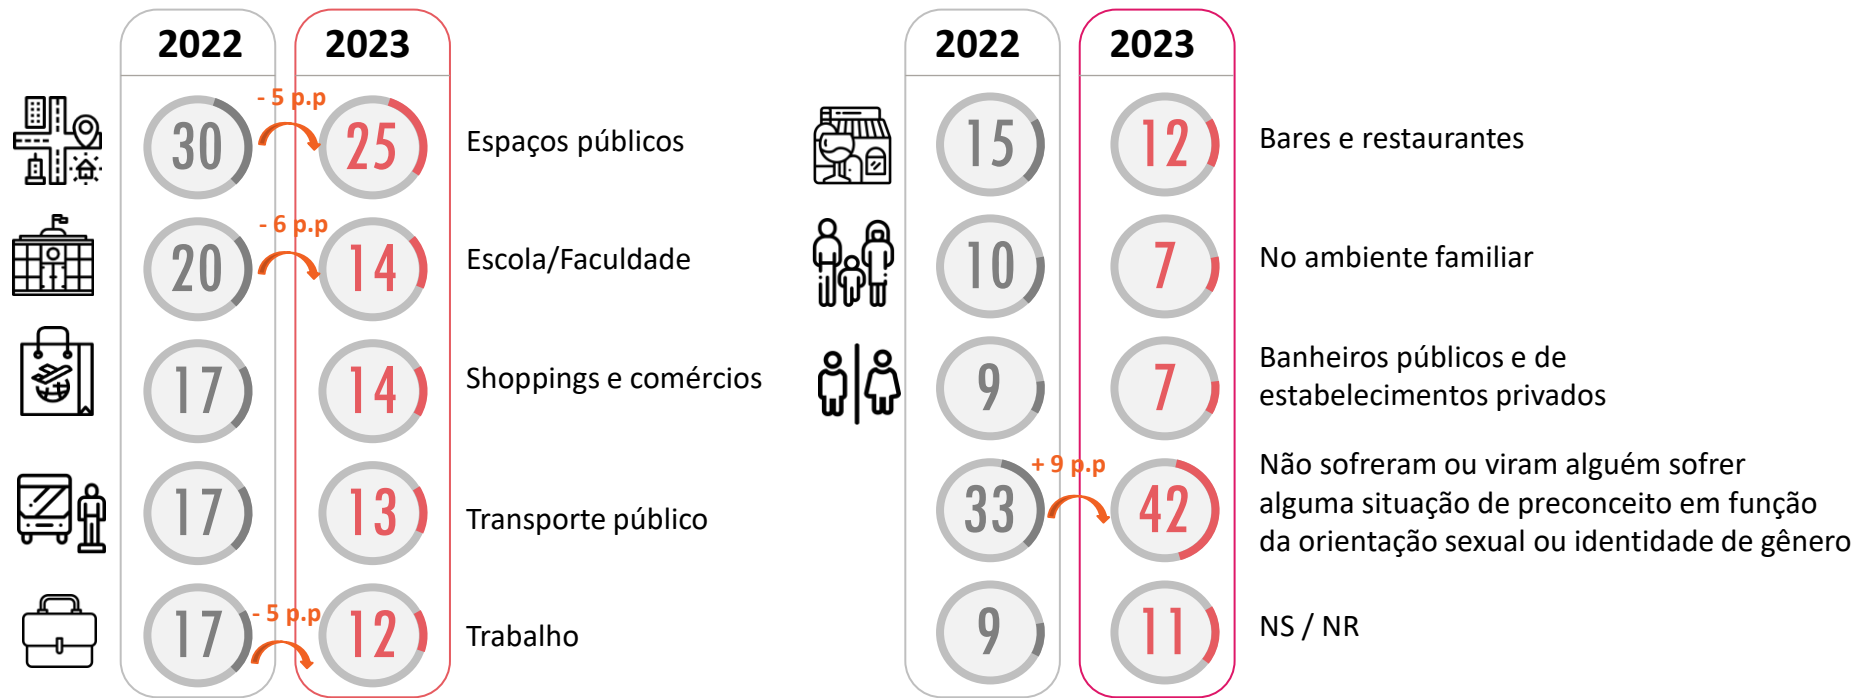 2022 2023
- 5 p.p
30 25 Espaços públicos
- 6 p.p
20 14 Escola/Faculdade
17 14 Shoppings e comércios
17 13 Transporte público
- 5 p.p
17 12 Trabalho
2022 2023
15 12 Bares e restaurantes
10 7 No ambiente familiar
9 7 Banheiros públicos e de
estabelecimentos privados
+ 9 p.p
33 42 Não sofreram ou viram alguém sofrer
alguma situação de preconceito em função
da orientação sexual ou identidade de gênero
9 11 NS / NR